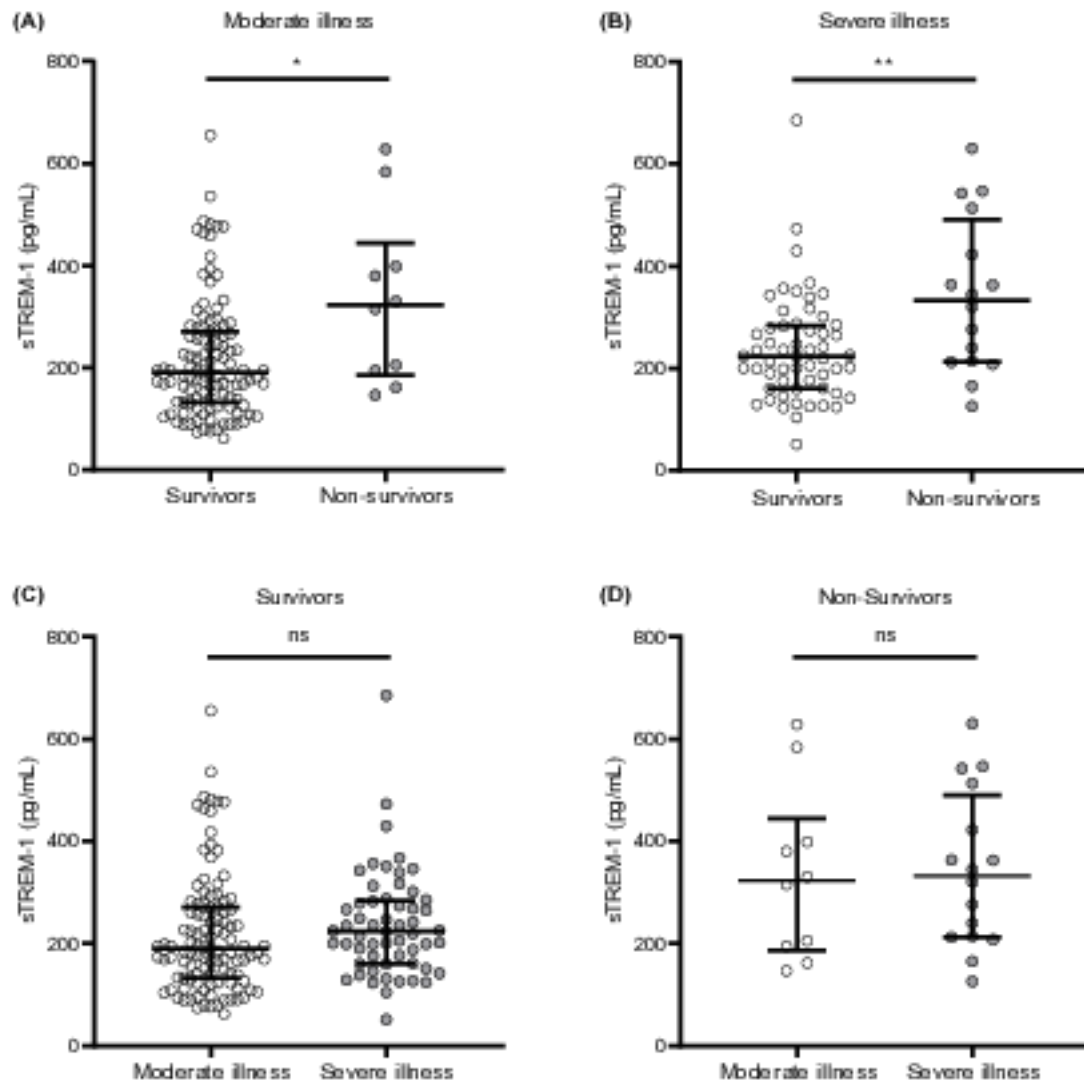 (A) Moderate illness
*
800
600
400
200
0
sTREM-1 (pg/mL)
Survivors Non-survivors
(B) Severe illness
**
800
600
400
200
0
sTREM-1 (pg/mL)
Survivors Non-survivors
(C) Survivors
ns
800
600
400
200
0
sTREM-1 (pg/mL)
Moderate illness Severe illness
(D) Non-Survivors
ns
800
600
400
200
0
sTREM-1 (pg/mL)
Moderate illness Severe illness